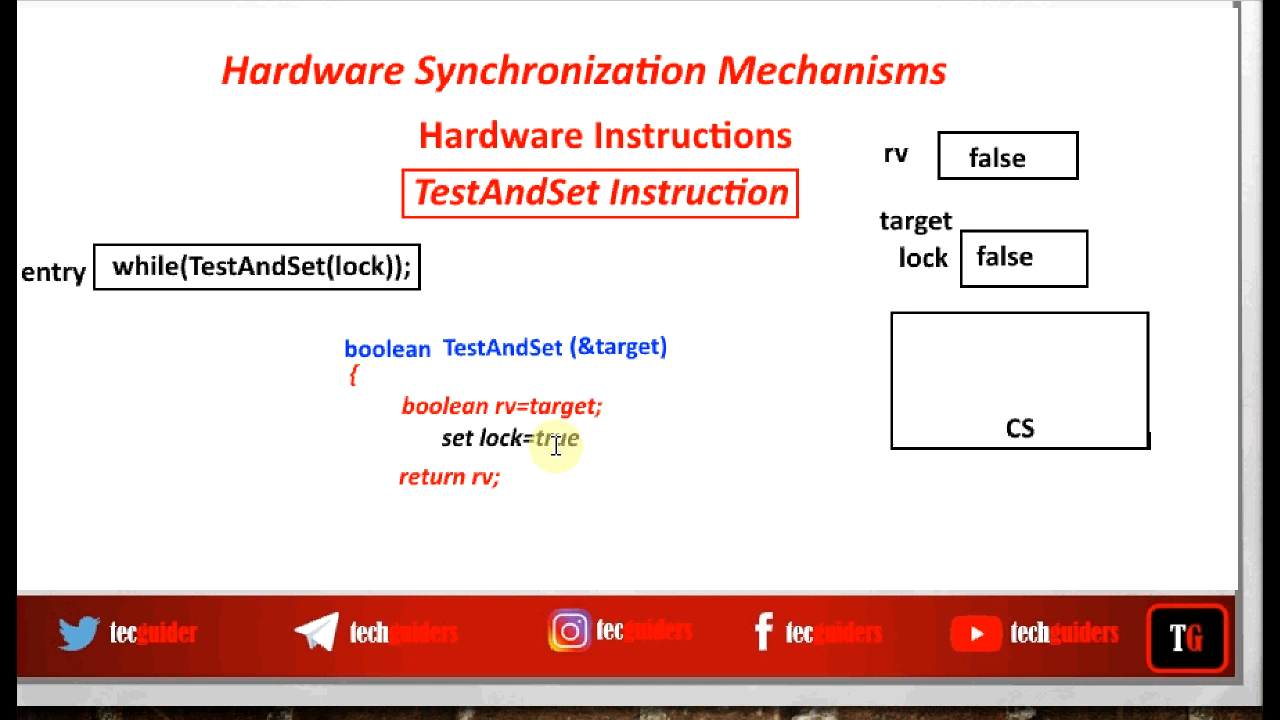 Hardware Synchronization Mechanisms
Hardware Instructions
TestAndSet Instruction
rv false
target
lock false
entry while(TestAndSet(lock));
boolean TestAndSet (&target)
{
boolean rv=target;
set lock=true
return rv;
CS
tecguider
techguiders
tecguiders
tecguiders
techguiders
TG